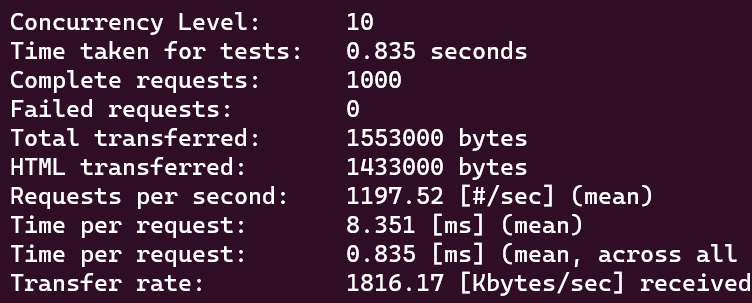 Concurrency Level:      10
Time taken for tests:   0.835 seconds
Complete requests:      1000
Failed requests:        0
Total transferred:      1553000 bytes
HTML transferred:       1433000 bytes
Requests per second:    1197.52 [#/sec] (mean)
Time per request:       8.351 [ms] (mean)
Time per request:       0.835 [ms] (mean, across all
Transfer rate:          1816.17 [Kbytes/sec] received